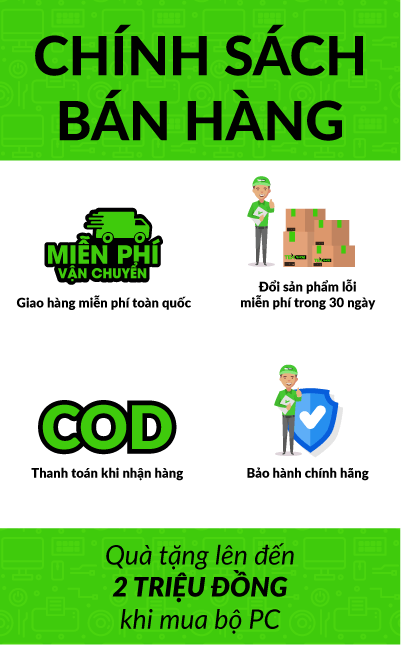 CHÍNH SÁCH
BÁN HÀNG
MIỄN PHÍ
VẬN CHUYỂN
Giao hàng miễn phí toàn quốc
Đổi sản phẩm lỗi
miễn phí trong 30 ngày
COD
Thanh toán khi nhận hàng
Bảo hành chính hãng
Quà tặng lên đến
2 TRIỆU ĐỒNG
khi mua bộ PC